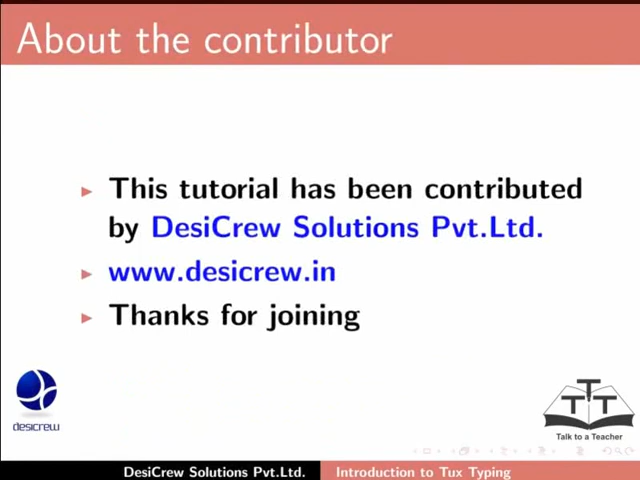 About the contributor
This tutorial has been contributed
by DesiCrew Solutions Pvt.Ltd.
www.desicrew.in
Thanks for joining
desicrew
T T T
Talk to a Teacher
DesiCrew Solutions Pvt.Ltd. Introduction to Tux Typing